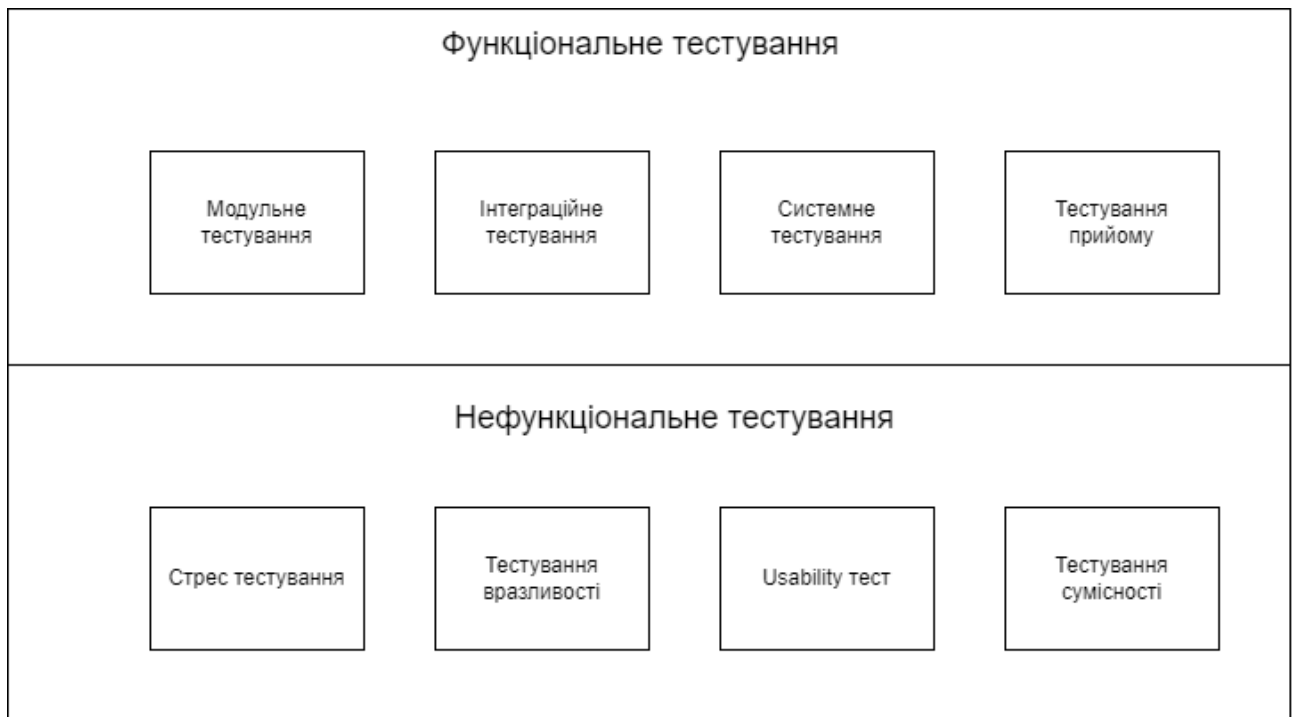 Функціональне тестування
Модульне
тестування
Інтеграційне
тестування
Системне
тестування
Тестування
прийому
Нефункціональне тестування
Стрес тестування
Тестування
вразливості
Usability тест
Тестування
сумісності